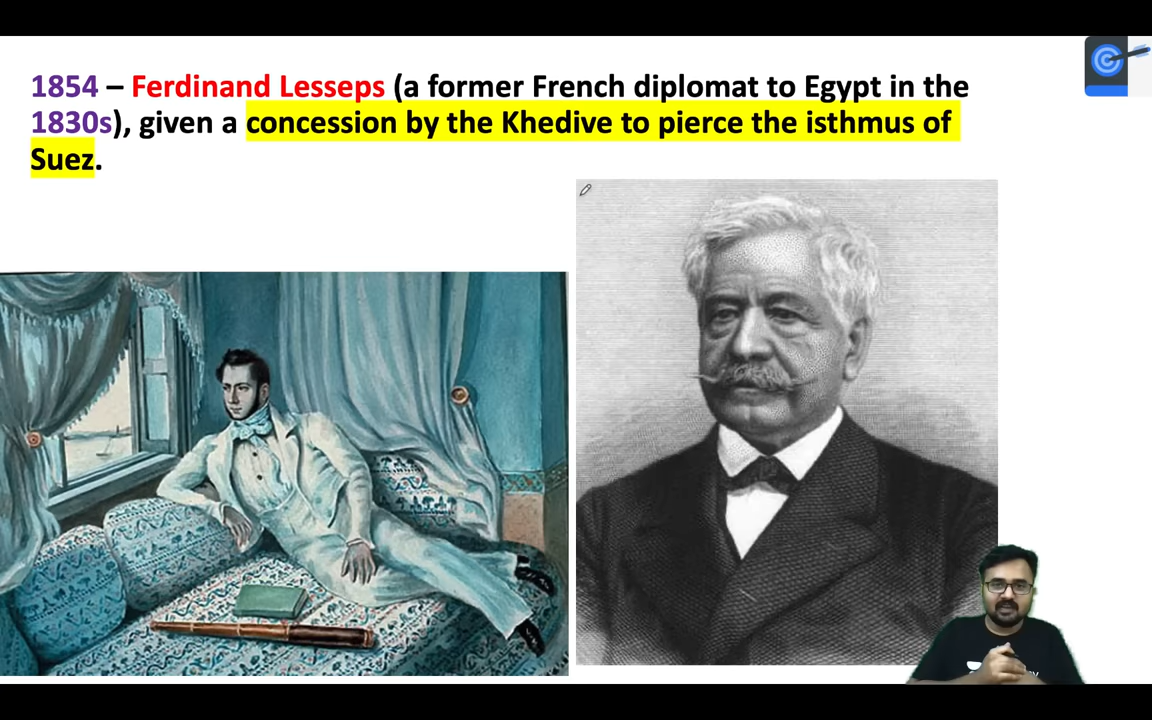 1854 – Ferdinand Lesseps (a former French diplomat to Egypt in the
1830s), given a concession by the Khedive to pierce the isthmus of
Suez.